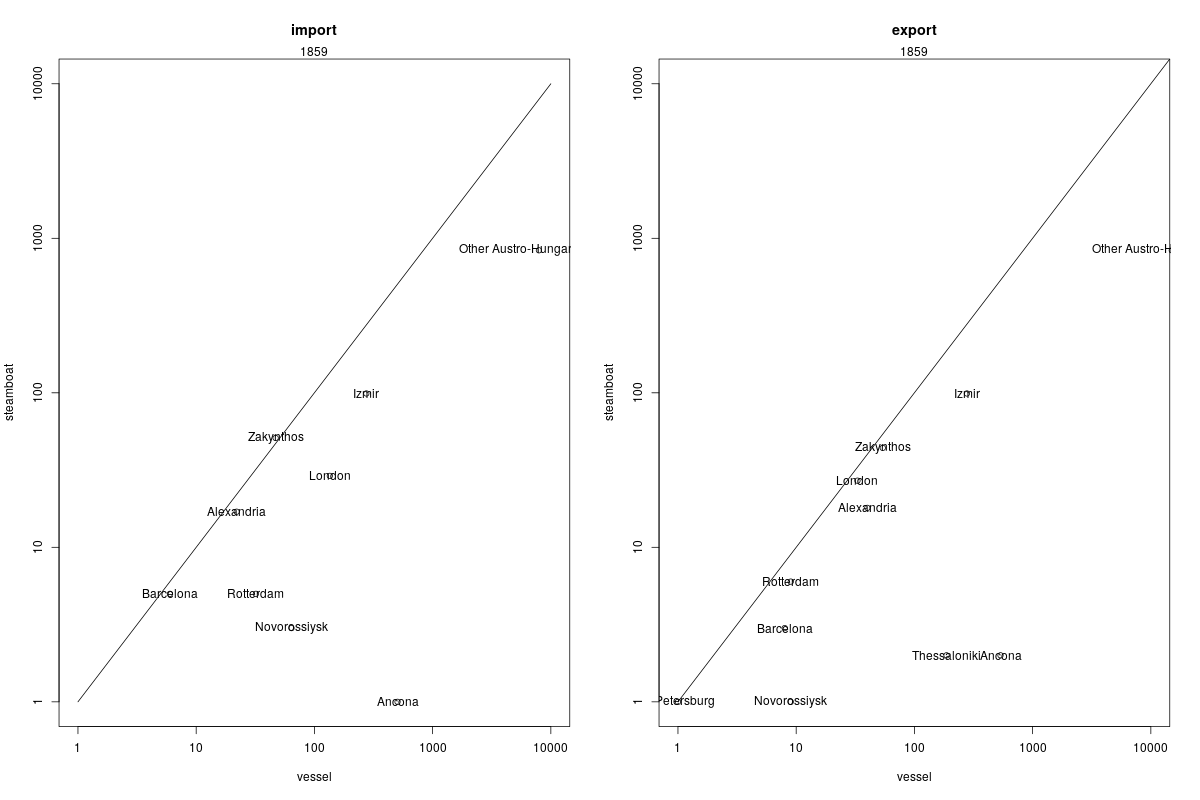 import
1859
10000
1000
100
10
1
steamboat
Other Austro-Hungar
Izmir
Zakynthos
London
Alexandria
Barcelona
Rotterdam
Novorossiysk
Ancona
1
10
100
1000
10000
vessel
export
1859
10000
1000
100
10
1
steamboat
Other Austro-H
Izmir
Zakynthos
London
Alexandria
Rotterdam
Barcelona
Thessaloniki
Ancona
Petersburg
Novorossiysk
1
10
100
1000
10000
vessel